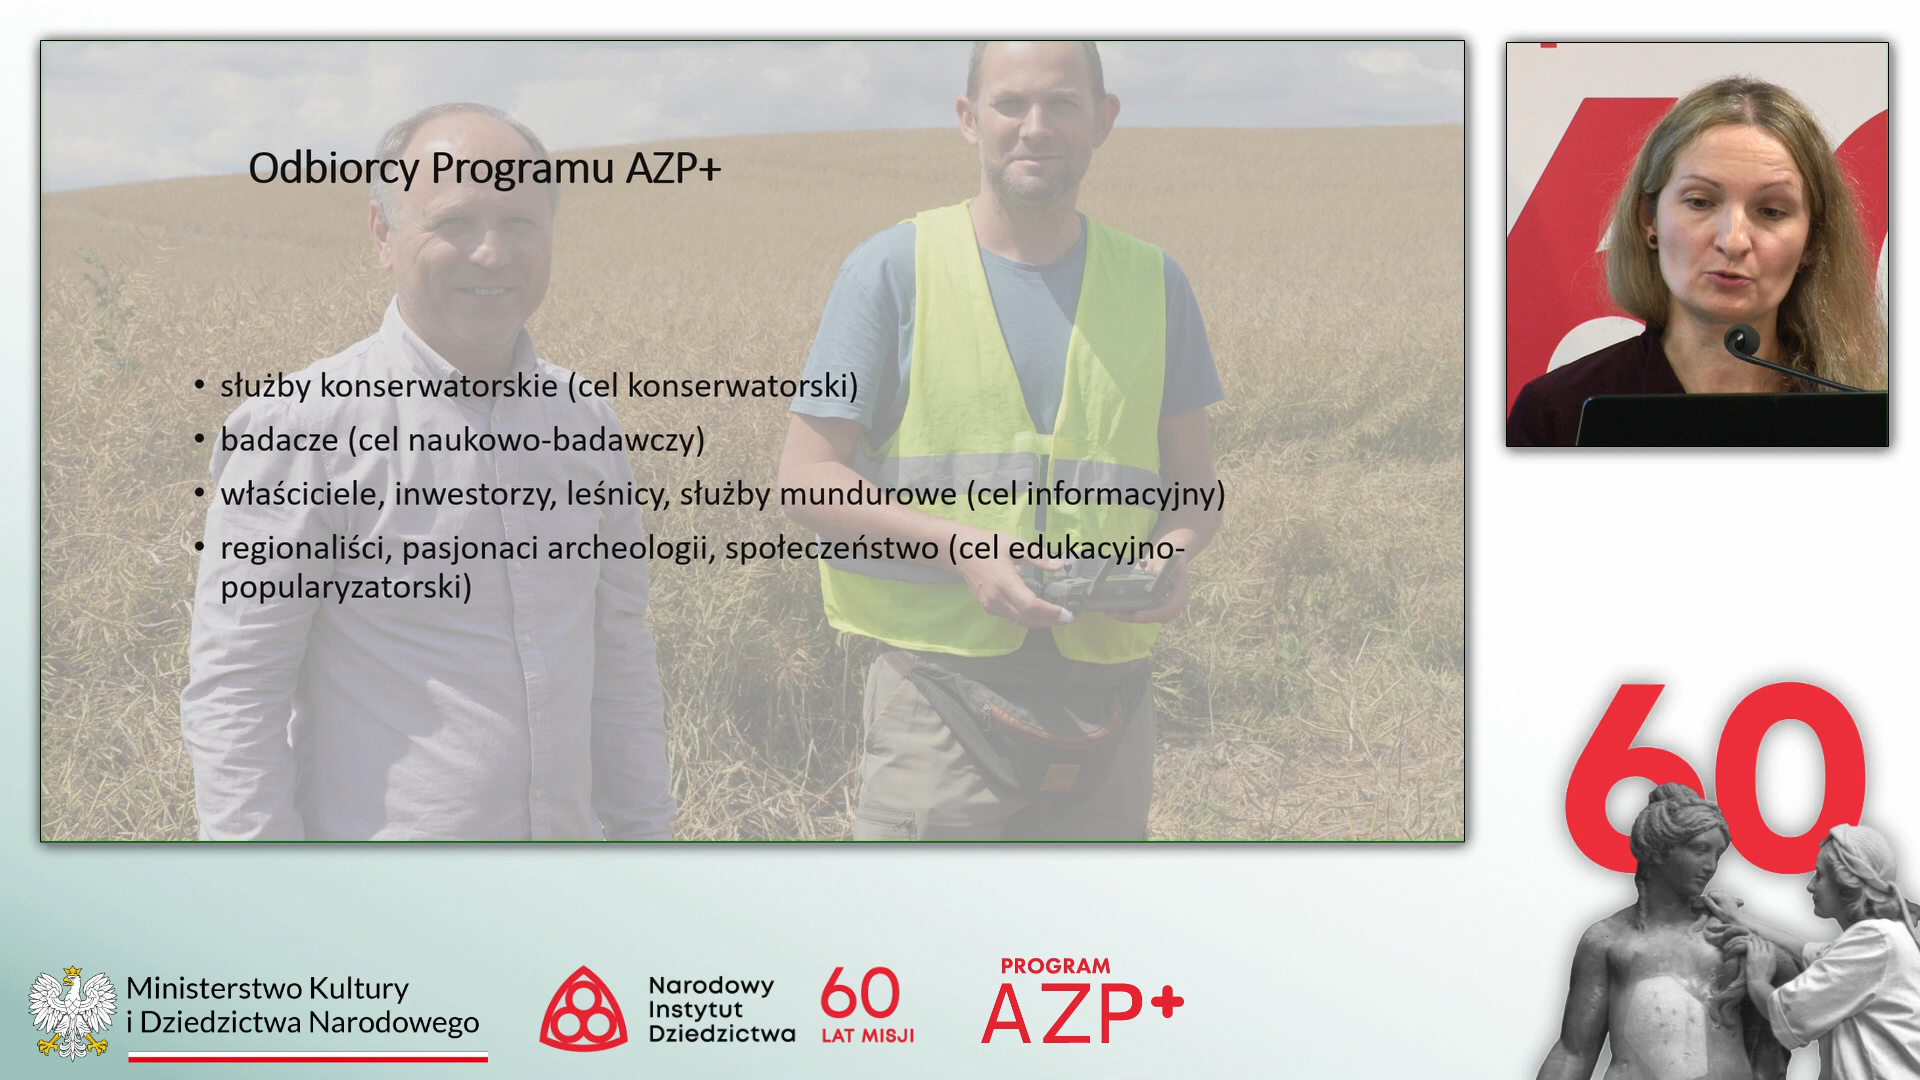 Odbiorcy Programu AZP+
• służby konserwatorskie (cel konserwatorski)
• badacze (cel naukowo-badawczy)
• właściciele, inwestorzy, leśnicy, służby mundurowe (cel informacyjny)
• regionaliści, pasjonaci archeologii, społeczeństwo (cel edukacyjno-
popularyzatorski)
60
Ministerstwo Kultury
i Dziedzictwa Narodowego
Narodowy
Instytut
Dziedzictwa
60
LAT MISJI
PROGRAM
AZP+